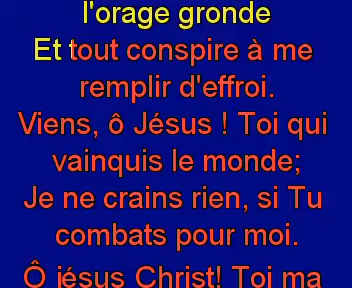 l'orage gronde
Et tout conspire à me
remplir d'effroi.
Viens, ô Jésus ! Toi qui
vainquis le monde;
Je ne crains rien, si Tu
combats pour moi.
Ô jésus Christ! Toi ma